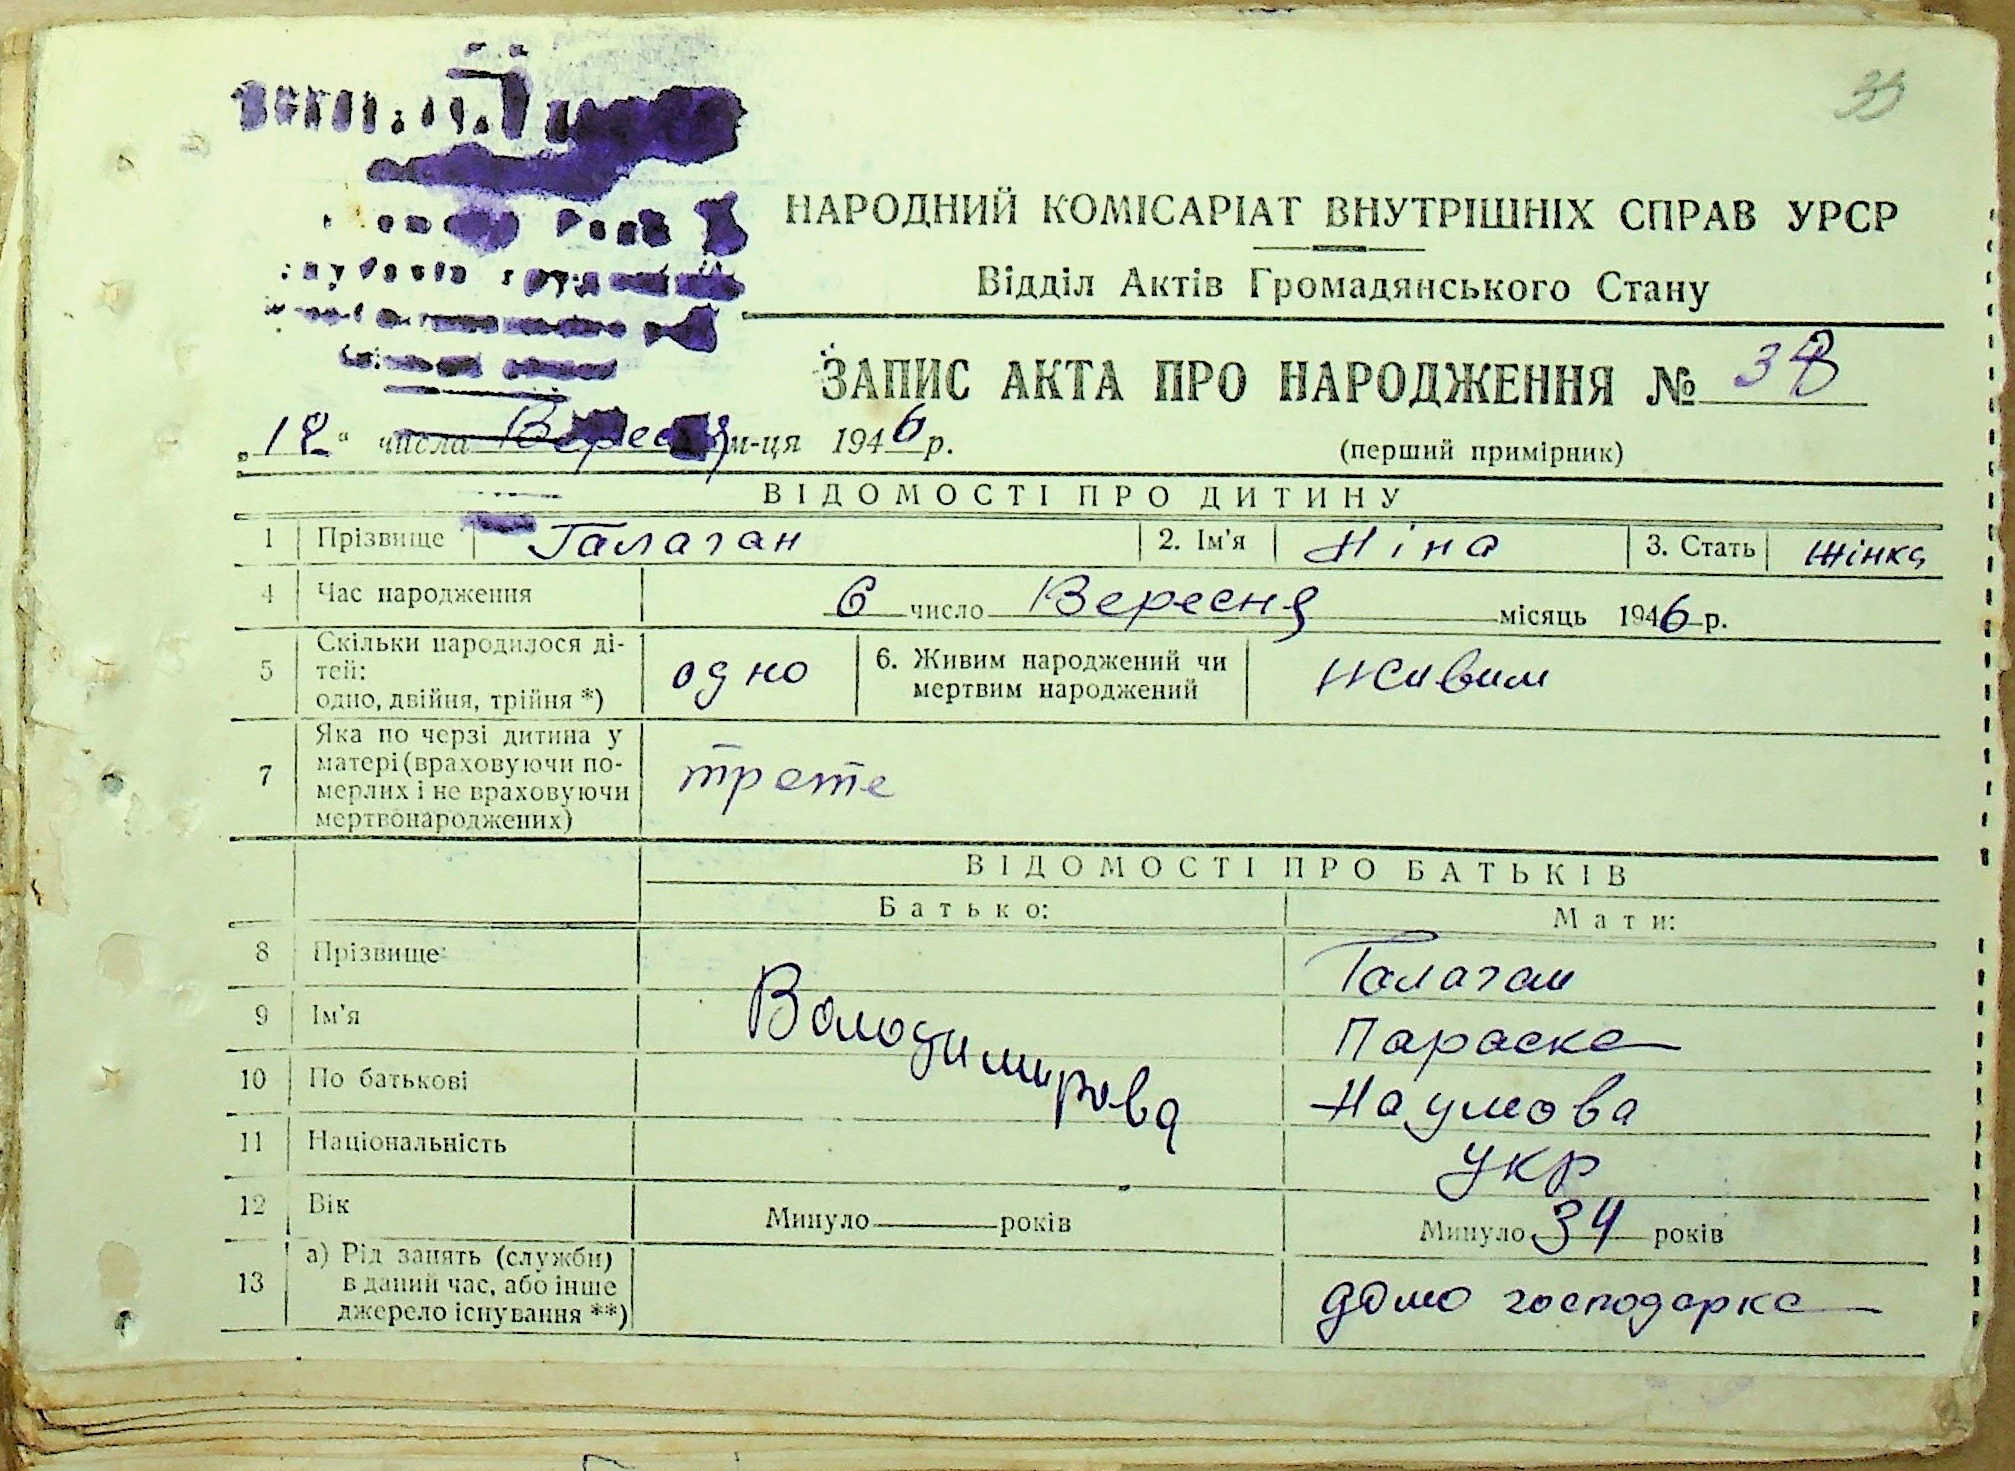 33
НАРОДНИЙ КОМІСАРІАТ ВНУТРІШНІХ СПРАВ УРСР
Відділ Актів Громадянського Стану
ЗАПИС АКТА ПРО НАРОДЖЕННЯ № 38
„18“ числа Вересня м-ця 1946 р.
(перший примірник)
ВІДОМОСТІ ПРО ДИТИНУ
1 Прізвище Галаган 2. Ім'я Ніна 3. Стать жінка
4 Час народження 6 число Вересня місяць 1946 р.
5 Скільки народилося ді-
тей:
одно, двійня, трійня *) одно 6. Живим народжений чи
мертвим народжений живим
7 Яка по черзі дитина у
матері (враховуючи по-
мерлих і не враховуючи
мертвонароджених) трете
ВІДОМОСТІ ПРО БАТЬКІВ
Батько: Мати:
8 Прізвище Галаган
9 Ім'я Володимирова Параска
10 По батькові Наумова
11 Національність укр
12 Вік Минуло років Минуло 34 років
13 а) Рід занять (служби)
в даний час, або інше
джерело існування **) домо господарка